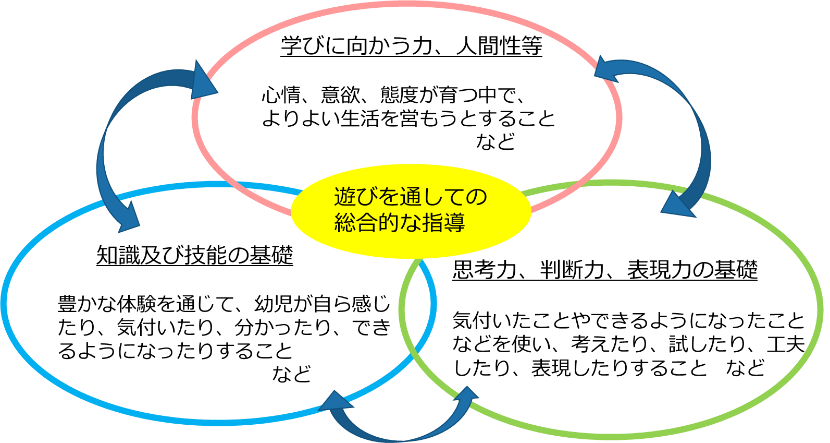 学びに向かう力、人間性等
心情、意欲、態度が育つ中で、
よりよい生活を営もうとすること
など
遊びを通しての
総合的な指導
知識及び技能の基礎
豊かな体験を通じて、幼児が自ら感じ
たり、気付いたり、分かったり、でき
るようになったりすること
など
思考力、判断力、表現力の基礎
気付いたことやできるようになったこと
などを使い、考えたり、試したり、工夫
したり、表現したりすること　など